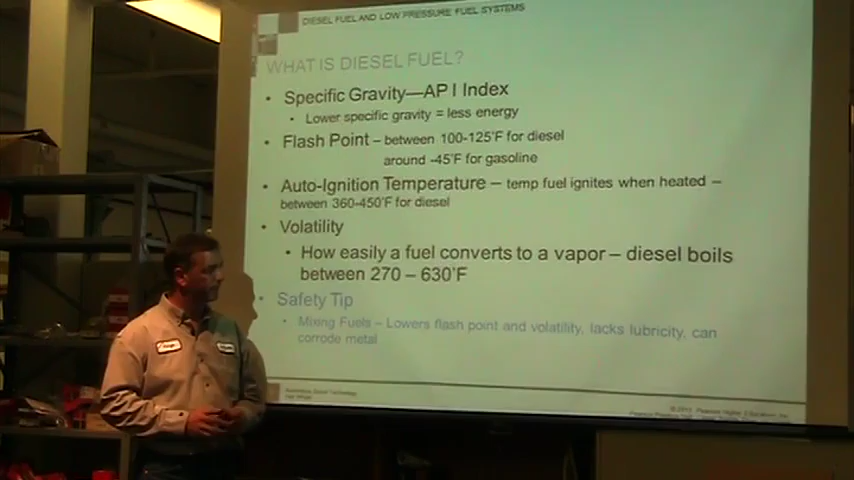 DIESEL FUEL AND LOW PRESSURE FUEL SYSTEMS
WHAT IS DIESEL FUEL?
• Specific Gravity—AP I Index
• Lower specific gravity = less energy
• Flash Point – between 100-125˚F for diesel
around -45˚F for gasoline
• Auto-Ignition Temperature – temp fuel ignites when heated –
between 360-450˚F for diesel
• Volatility
• How easily a fuel converts to a vapor – diesel boils
between 270 – 630˚F
• Safety Tip
• Mixing Fuels – Lowers flash point and volatility, lacks lubricity, can
corrode metal